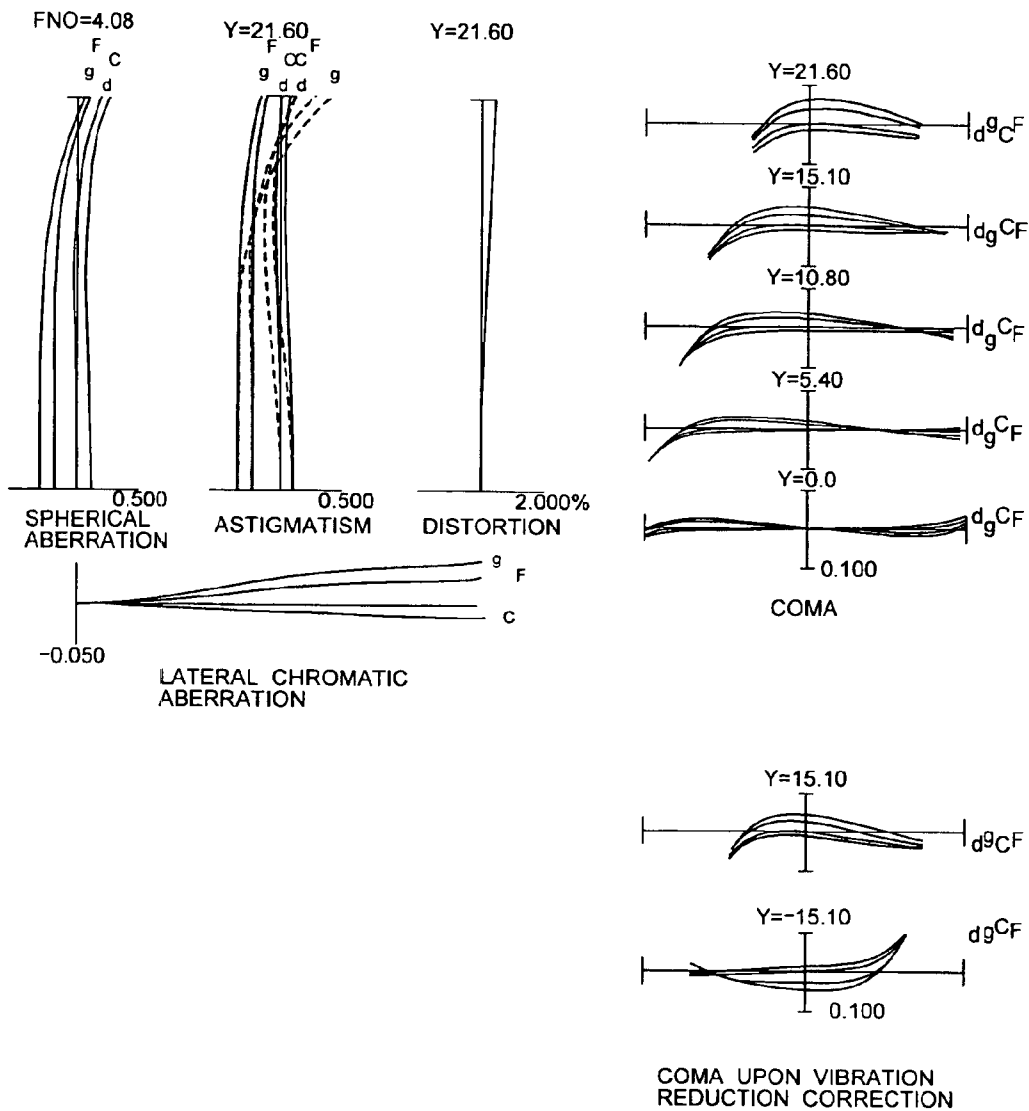 FNO=4.08
F C
g d
Y=21.60
F C C F
g d d g
Y=21.60
0.500
SPHERICAL
ABERRATION
0.500
ASTIGMATISM
2.000%
DISTORTION
g
F
C
−0.050
LATERAL CHROMATIC
ABERRATION
Y=21.60
d g C F
Y=15.10
d g C F
Y=10.80
d g C F
Y=5.40
d g C F
Y=0.0
d g C F
0.100
COMA
Y=15.10
d g C F
Y=−15.10
d g C F
0.100
COMA UPON VIBRATION
REDUCTION CORRECTION